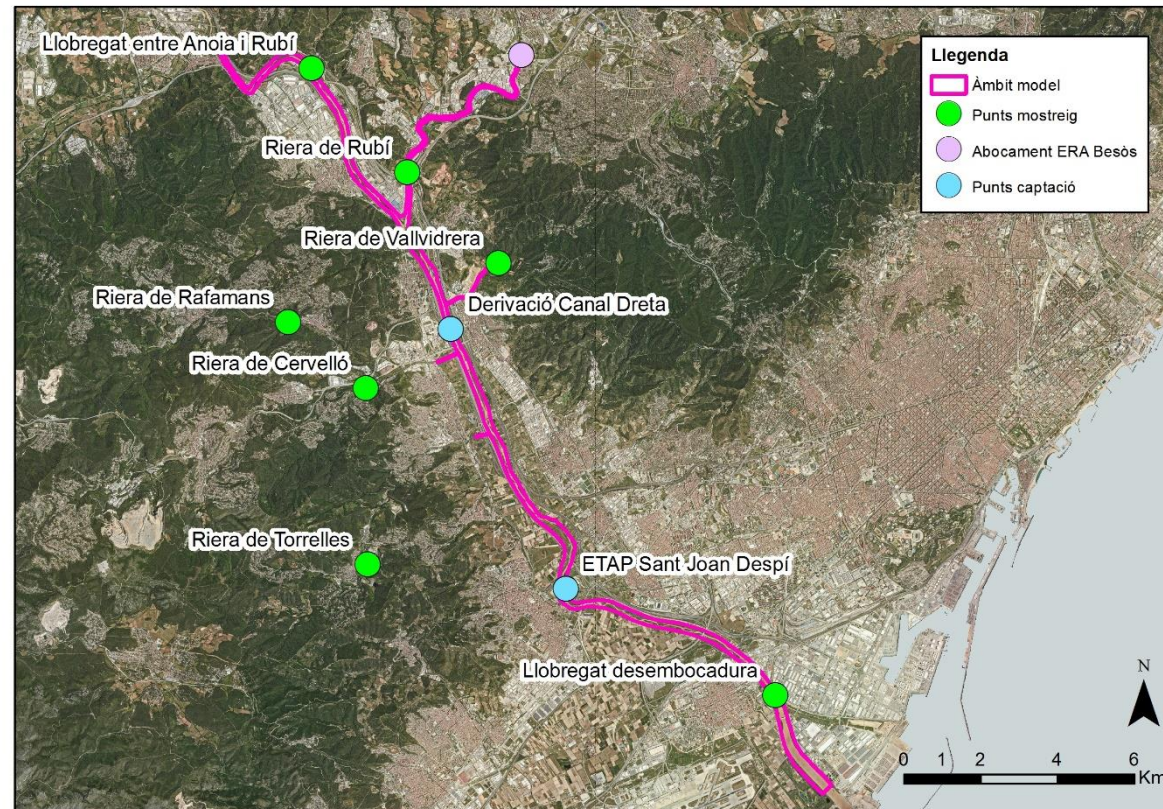 Llobregat entre Anoia i Rubí
Riera de Rubí
Riera de Vallvidrera
Riera de Rafamans
Derivació Canal Dreta
Riera de Cervelló
Riera de Torrelles
ETAP Sant Joan Despí
Llobregat desembocadura
Llegenda
Àmbit model
Punts mostreig
Abocament ERA Besòs
Punts captació
N
0 2 4 6
Km